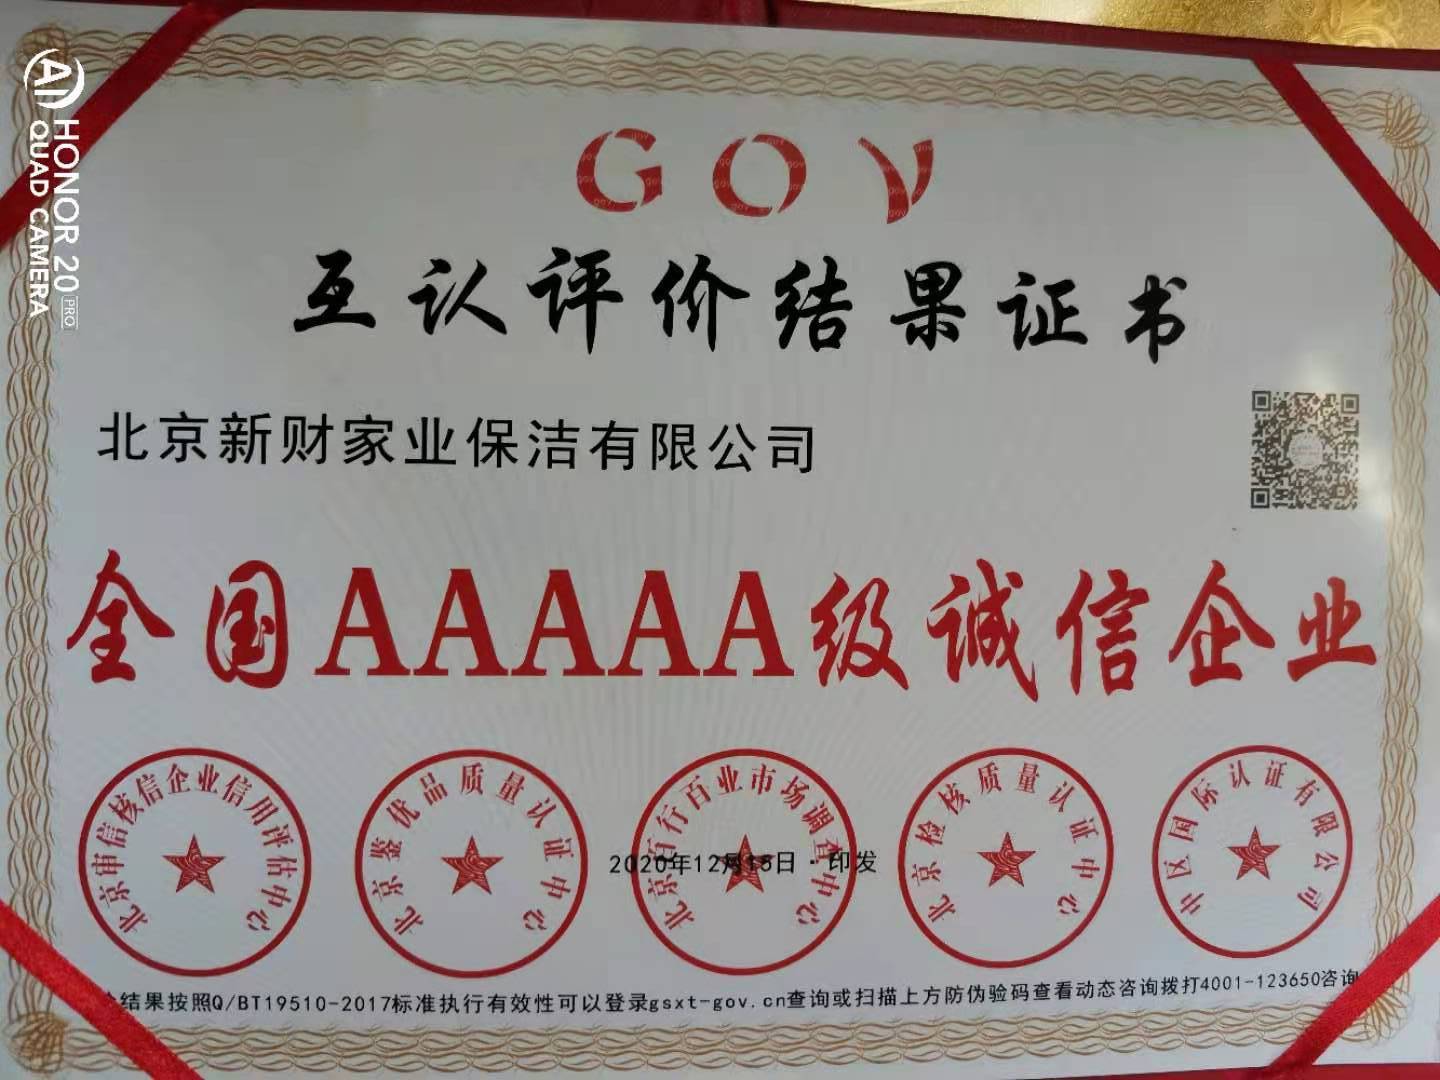 GOV
互认评价结果证书
北京新财家业保洁有限公司
全国AAAAA级诚信企业
北京审信核信企业信用评估中心
北京鉴优品质量认证中心
北京百行百业市场调查中心
北京检核质量认证中心
中区国际认证有限公司
2020年12月15日·印发
结果按照Q/BT19510-2017标准执行有效性可以登录gsxt-gov.cn查询或扫描上方防伪验码查看动态咨询拨打4001-123650咨询
AI
HONOR 20 PRO
QUAD CAMERA